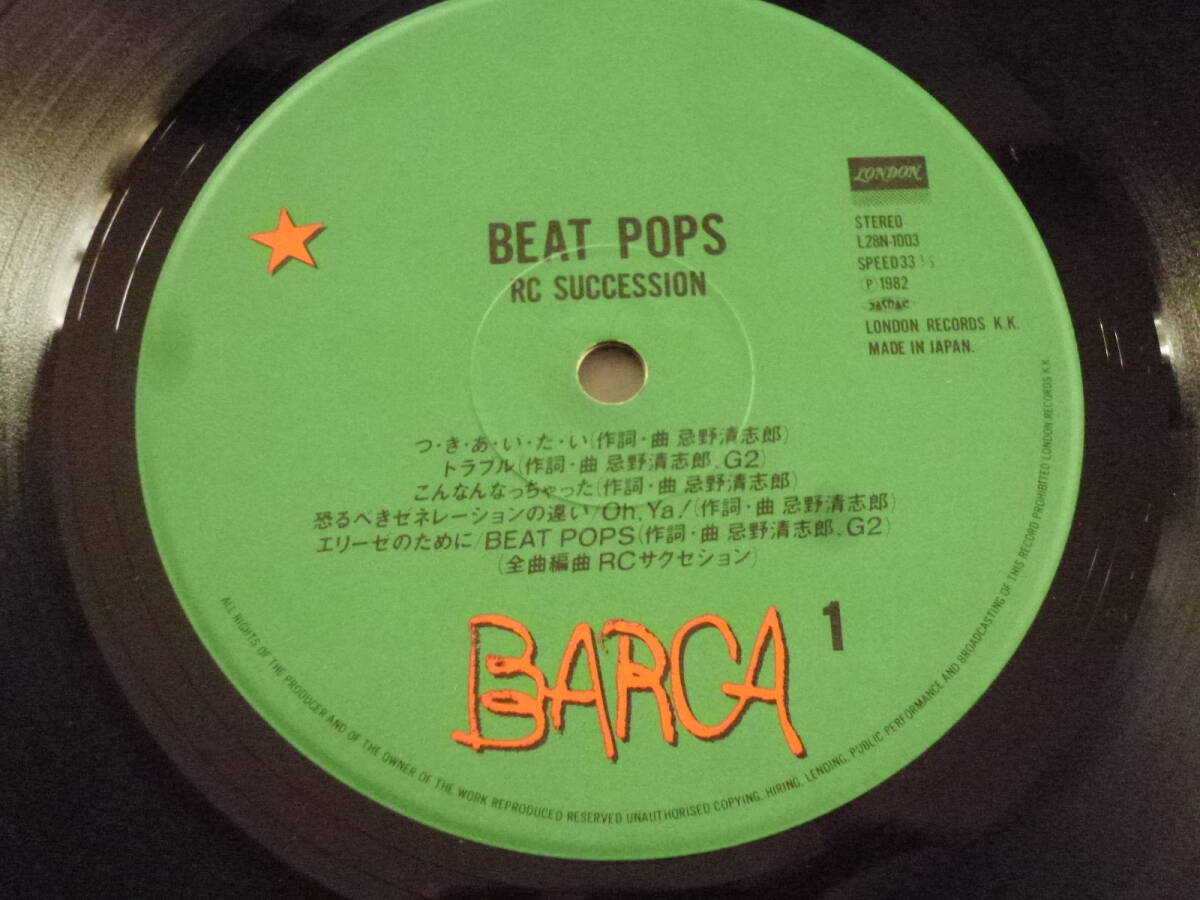 LONDON
STEREO
L28N-1003
SPEED 33 1/3
Ⓟ1982
JASRAC
LONDON RECORDS K.K.
MADE IN JAPAN.
BEAT POPS
RC SUCCESSION
つ・き・あ・い・た・い(作詞・曲 忌野清志郎)
トラブル(作詞・曲 忌野清志郎、G2)
こんなんなっちゃった(作詞・曲 忌野清志郎)
恐るべきゼネレーションの違い/Oh, Ya!(作詞・曲 忌野清志郎)
エリーゼのために/BEAT POPS(作詞・曲 忌野清志郎、G2)
(全曲編曲 RCサクセション)
BARCA
1
ALL RIGHTS OF THE PRODUCER AND OF THE OWNER OF THE WORK REPRODUCED RESERVED UNAUTHORISED COPYING, HIRING, LENDING, PUBLIC PERFORMANCE AND BROADCASTING OF THIS RECORD PROHIBITED LONDON RECORDS K.K.